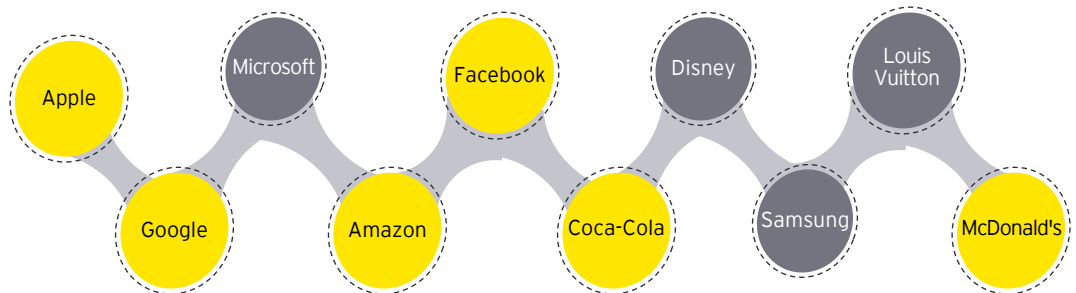 Apple
Google
Microsoft
Amazon
Facebook
Coca-Cola
Disney
Samsung
Louis
Vuitton
McDonald's